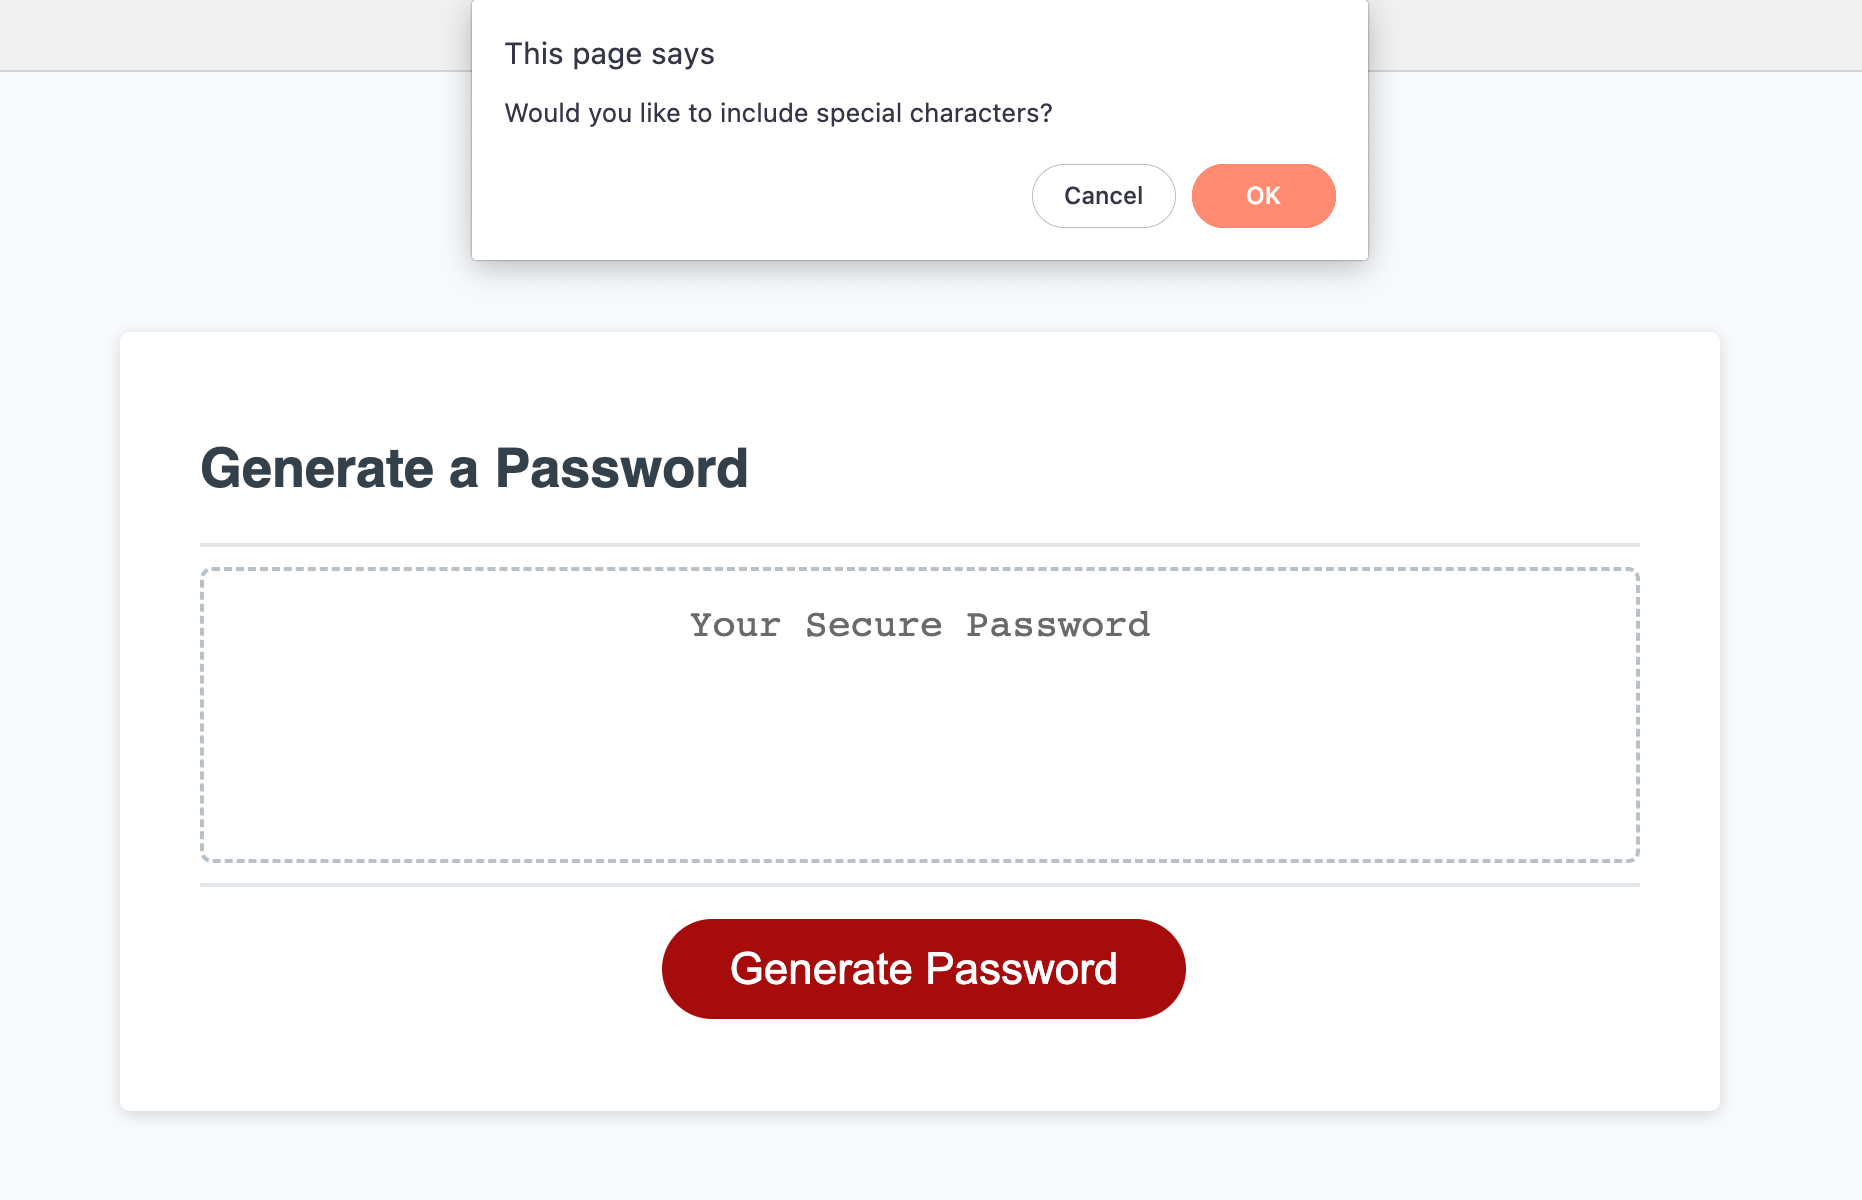 This page says
Would you like to include special characters?
Cancel OK
Generate a Password
Your Secure Password
Generate Password